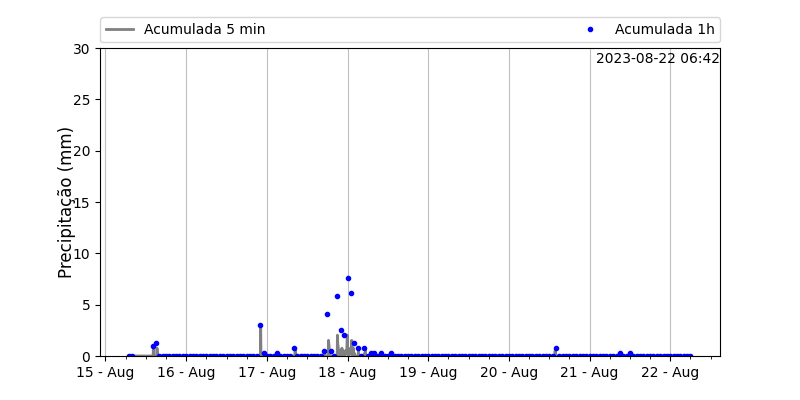 Acumulada 5 min
Acumulada 1h
2023-08-22 06:42
Precipitação (mm)
30
25
20
15
10
5
0
15 - Aug
16 - Aug
17 - Aug
18 - Aug
19 - Aug
20 - Aug
21 - Aug
22 - Aug